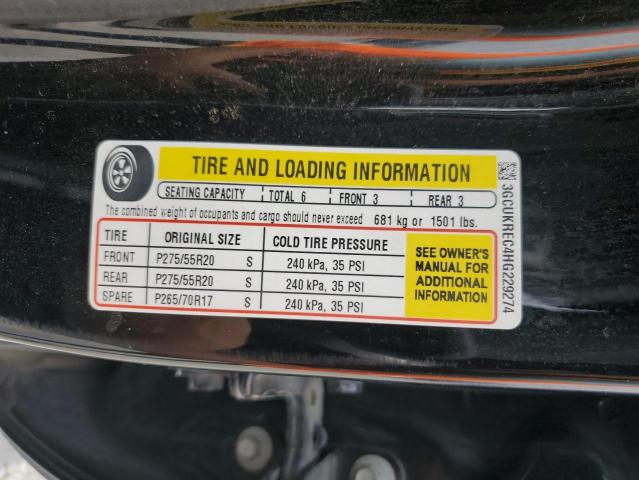 TIRE AND LOADING INFORMATION
SEATING CAPACITY TOTAL 6 FRONT 3 REAR 3
The combined weight of occupants and cargo should never exceed 681 kg or 1501 lbs.
TIRE ORIGINAL SIZE COLD TIRE PRESSURE
FRONT P275/55R20 S 240 kPa, 35 PSI
REAR P275/55R20 S 240 kPa, 35 PSI
SPARE P265/70R17 S 240 kPa, 35 PSI
SEE OWNER'S
MANUAL FOR
ADDITIONAL
INFORMATION
3GCUKREC4HG229274